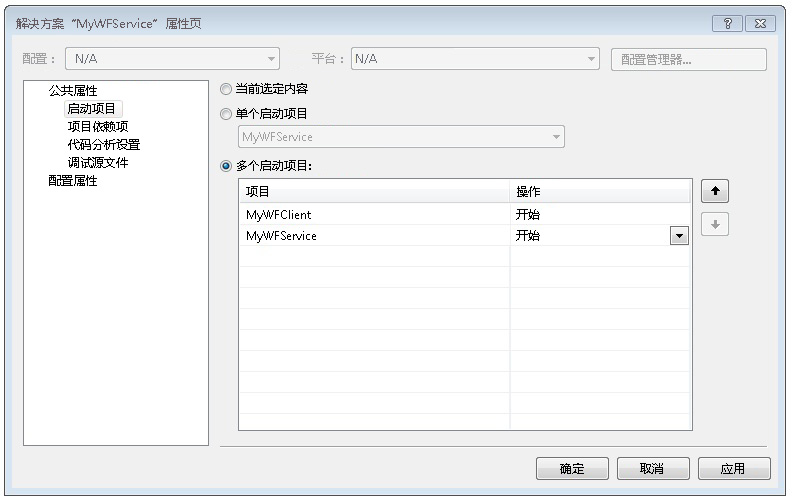 解决方案 “MyWFService” 属性页
配置： N/A 平台： N/A 配置管理器...
公共属性
启动项目
项目依赖项
代码分析设置
调试源文件
配置属性
当前选定内容
单个启动项目
MyWFService
多个启动项目:
项目 操作
MyWFClient 开始
MyWFService 开始
确定 取消 应用